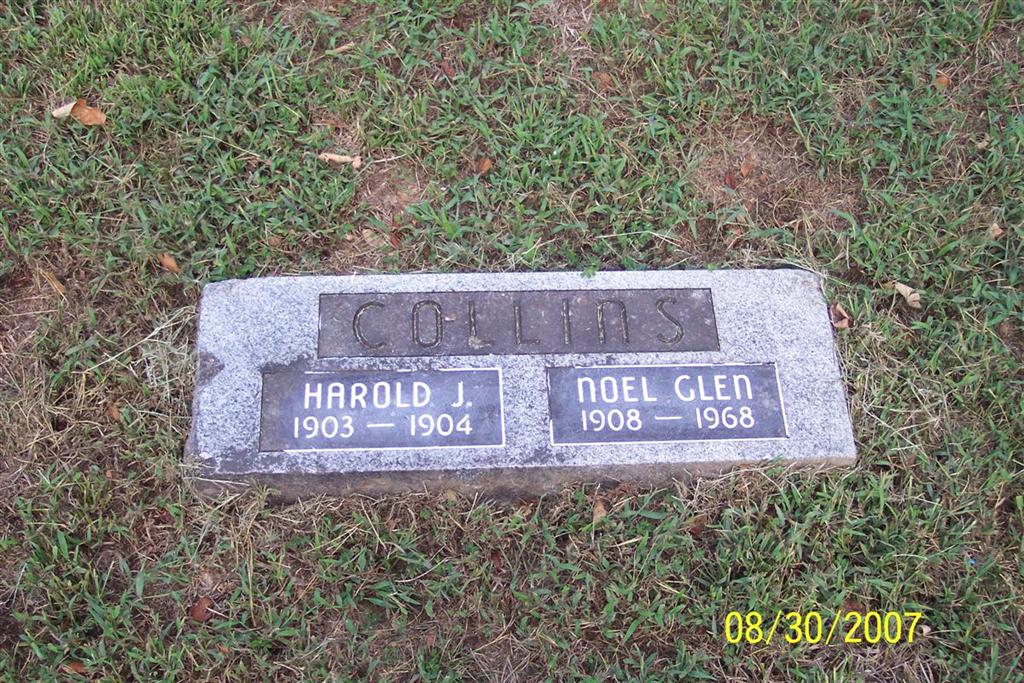 COLLINS
HAROLD J.
1903 — 1904
NOEL GLEN
1908 — 1968
08/30/2007